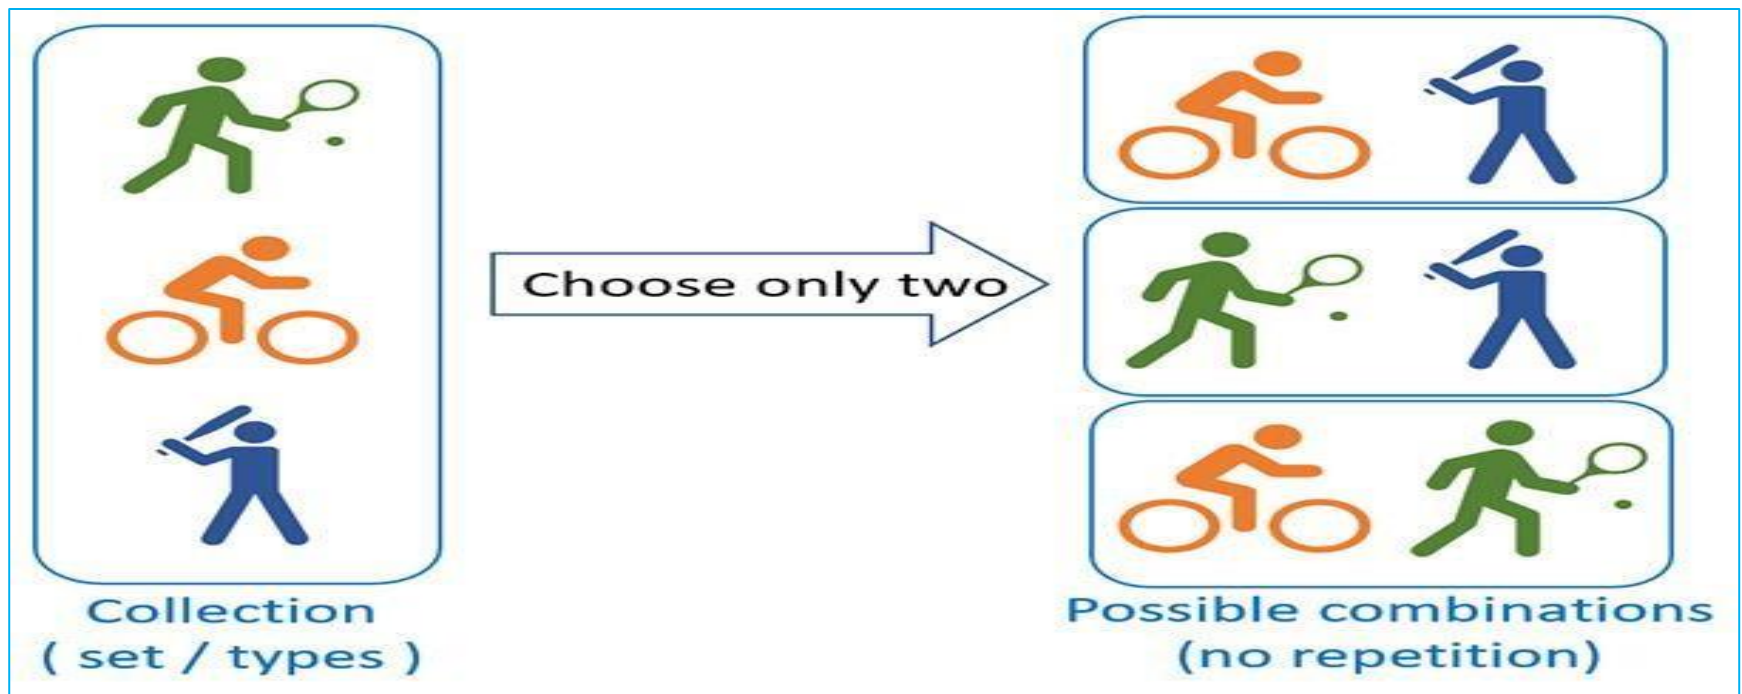 Choose only two
Collection
( set / types )
Possible combinations
(no repetition)